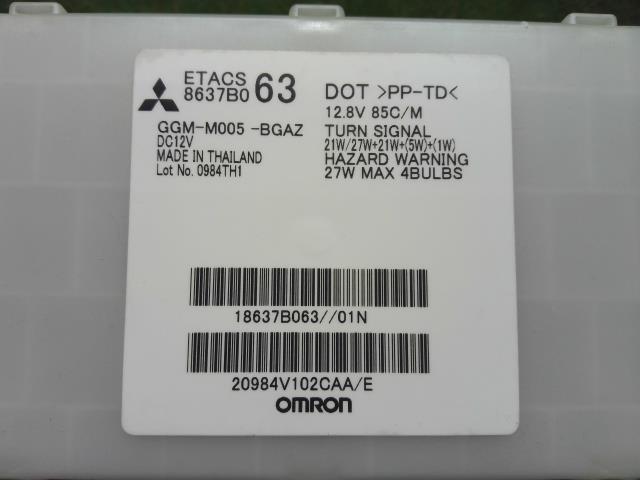 ETACS
8637B0 63
GGM-M005 -BGAZ
DC12V
MADE IN THAILAND
Lot No. 0984TH1
DOT >PP-TD<
12.8V 85C/M
TURN SIGNAL
21W/27W+21W+(5W)+(1W)
HAZARD WARNING
27W MAX 4BULBS
18637B063//01N
20984V102CAA/E
OMRON